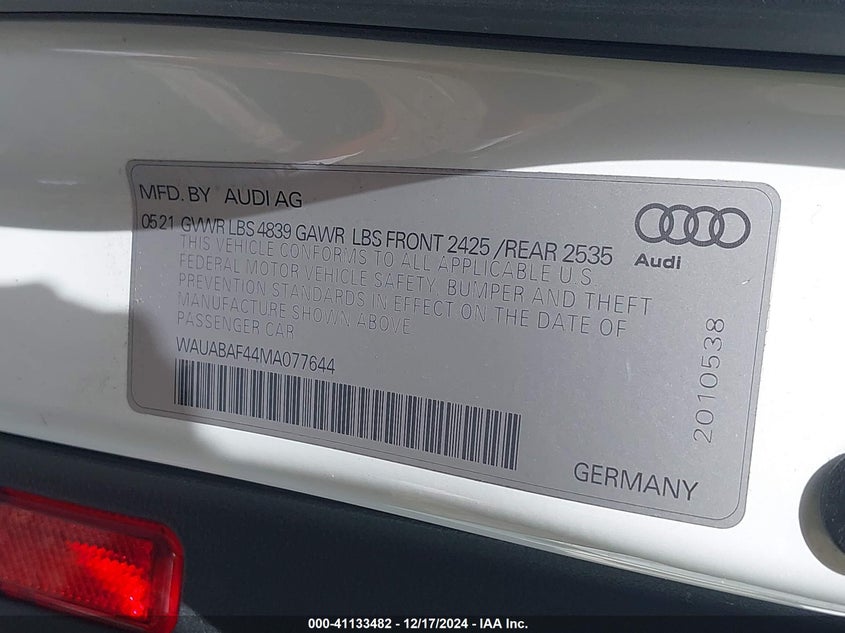 MFD. BY AUDI AG
05 21 GVWR LBS 4839 GAWR LBS FRONT 2425 /REAR 2535
THIS VEHICLE CONFORMS TO ALL APPLICABLE U.S
FEDERAL MOTOR VEHICLE SAFETY, BUMPER AND THEFT
PREVENTION STANDARDS IN EFFECT ON THE DATE OF
MANUFACTURE SHOWN ABOVE.
PASSENGER CAR
WAUABAF44MA077644
Audi
2010538
GERMANY
000-41133482 - 12/17/2024 - IAA Inc.